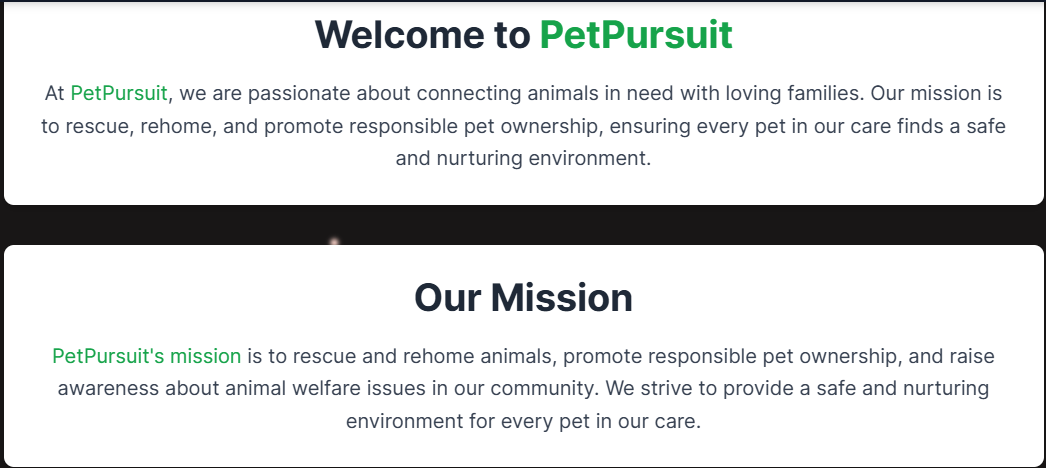 Welcome to PetPursuit
At PetPursuit, we are passionate about connecting animals in need with loving families. Our mission is
to rescue, rehome, and promote responsible pet ownership, ensuring every pet in our care finds a safe
and nurturing environment.
Our Mission
PetPursuit's mission is to rescue and rehome animals, promote responsible pet ownership, and raise
awareness about animal welfare issues in our community. We strive to provide a safe and nurturing
environment for every pet in our care.